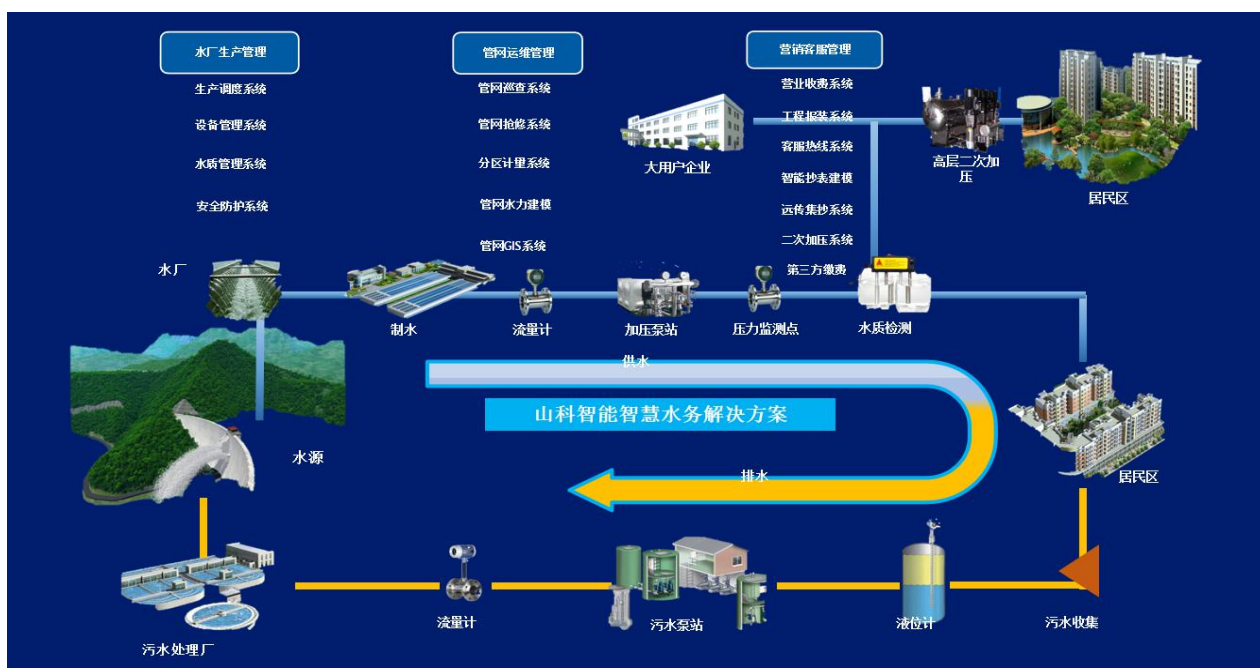 水厂生产管理
生产调度系统
设备管理系统
水质管理系统
安全防护系统
管网运维管理
管网巡查系统
管网抢修系统
分区计量系统
管网水力建模
管网GIS系统
营销客服管理
营业收费系统
工程报装系统
客服热线系统
智能抄表建模
远传集抄系统
二次加压系统
第三方缴费
大用户企业
高层二次加
压
居民区
水厂
制水
流量计
加压泵站
压力监测点
水质检测
供水
山科智能智慧水务解决方案
排水
水源
居民区
污水处理厂
流量计
污水泵站
液位计
污水收集